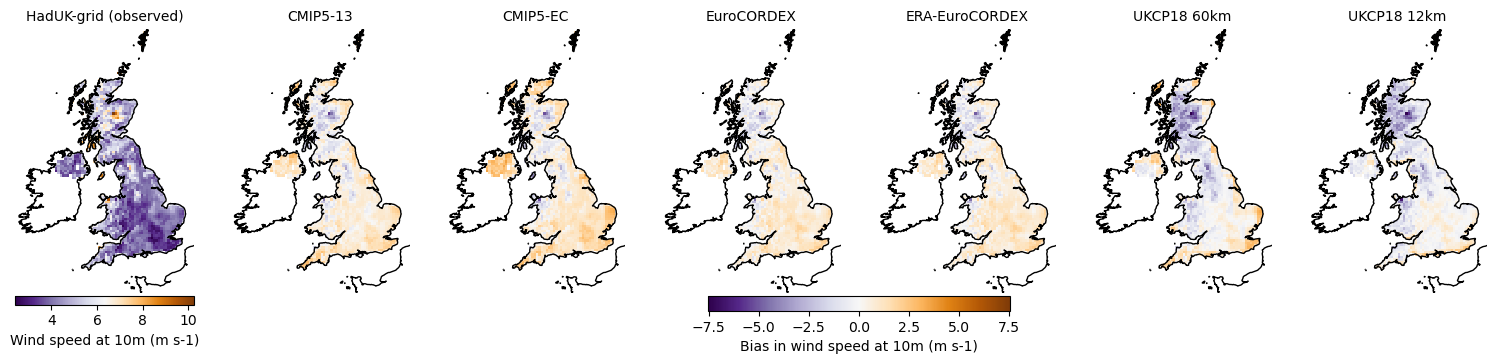 HadUK-grid (observed)
CMIP5-13
CMIP5-EC
EuroCORDEX
ERA-EuroCORDEX
UKCP18 60km
UKCP18 12km
4 6 8 10
Wind speed at 10m (m s-1)
−7.5 −5.0 −2.5 0.0 2.5 5.0 7.5
Bias in wind speed at 10m (m s-1)